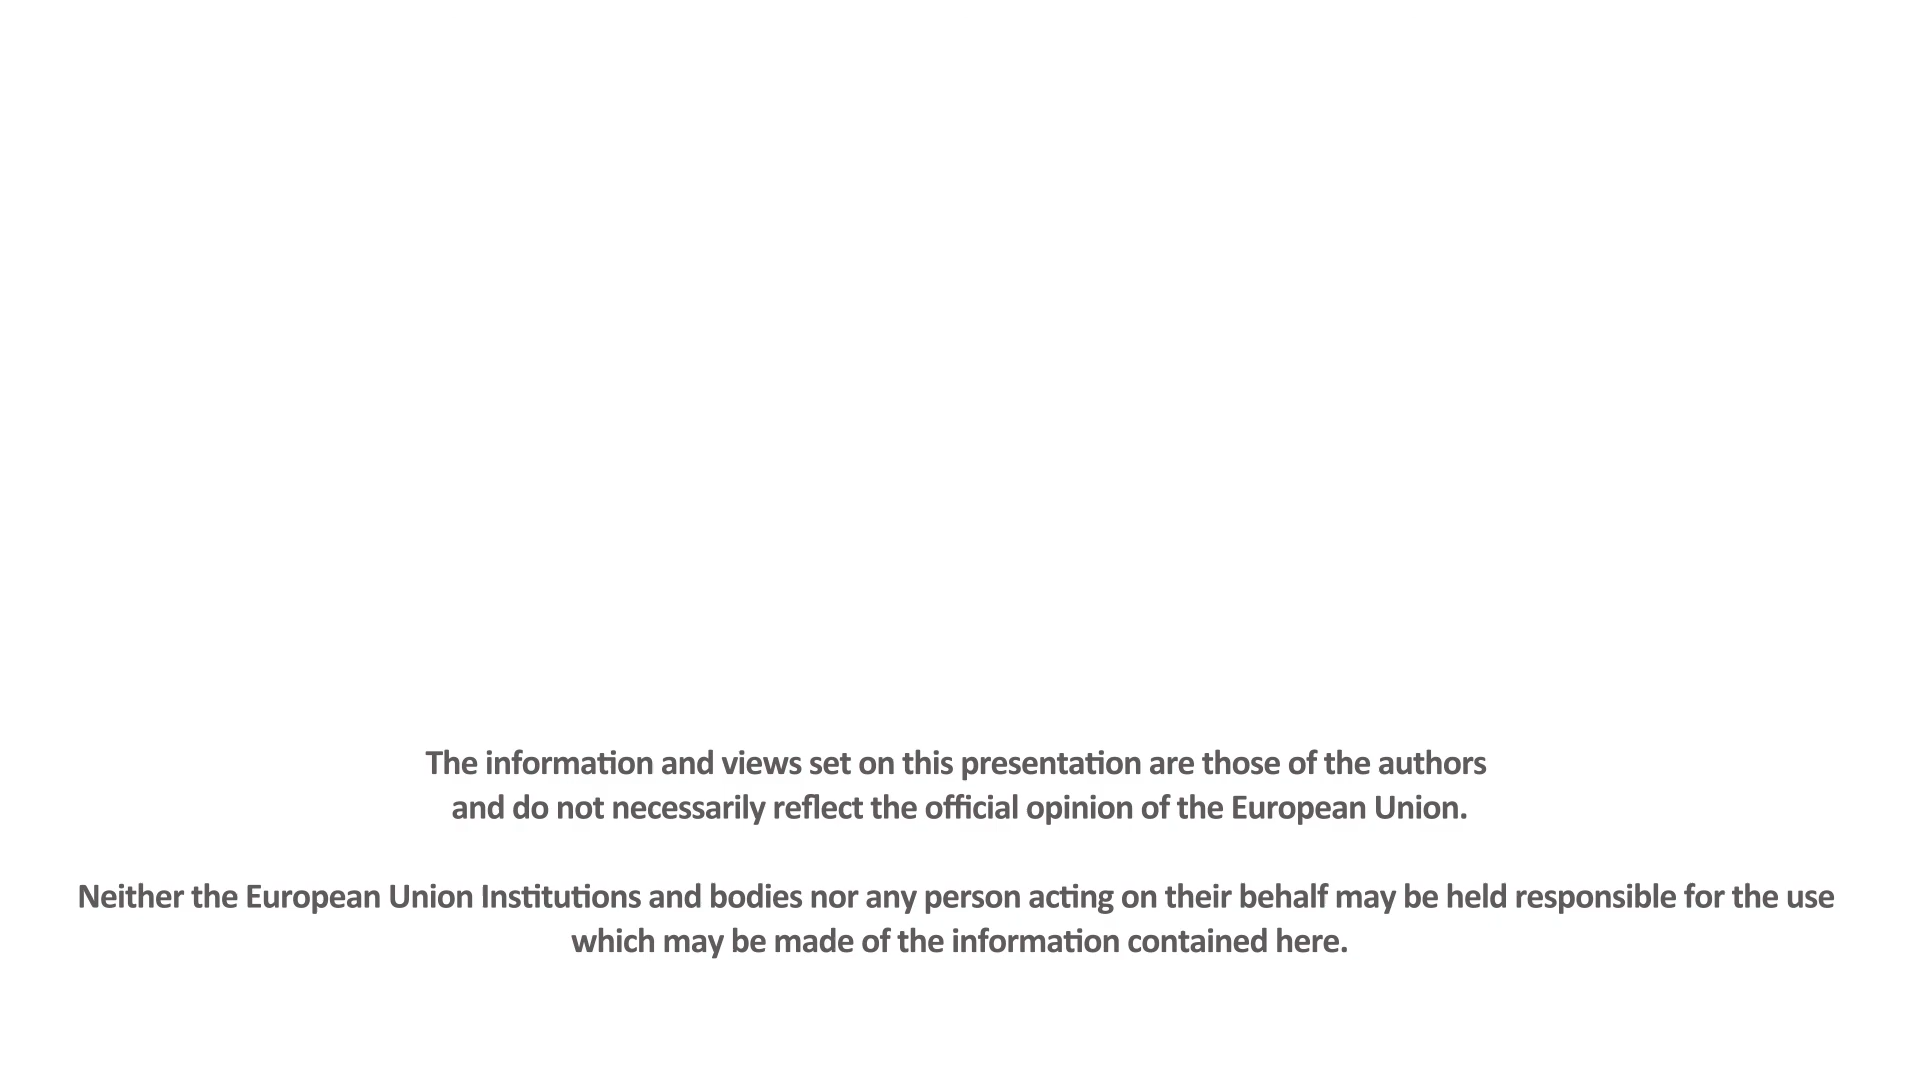 The information and views set on this presentation are those of the authors
and do not necessarily reflect the official opinion of the European Union.
Neither the European Union Institutions and bodies nor any person acting on their behalf may be held responsible for the use
which may be made of the information contained here.